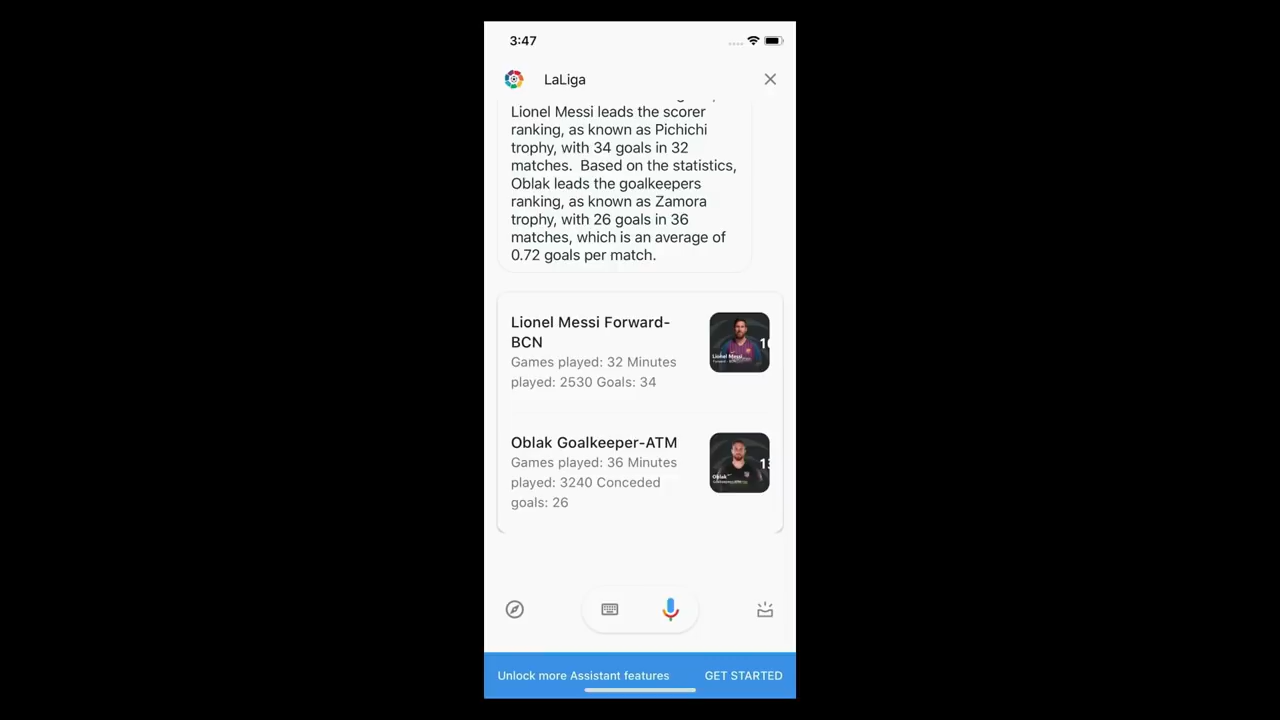 3:47
LaLiga
Lionel Messi leads the scorer
ranking, as known as Pichichi
trophy, with 34 goals in 32
matches.  Based on the statistics,
Oblak leads the goalkeepers
ranking, as known as Zamora
trophy, with 26 goals in 36
matches, which is an average of
0.72 goals per match.
Lionel Messi Forward-
BCN
Games played: 32 Minutes
played: 2530 Goals: 34
Lionel Messi
Oblak Goalkeeper-ATM
Games played: 36 Minutes
played: 3240 Conceded
goals: 26
Oblak
Unlock more Assistant features
GET STARTED